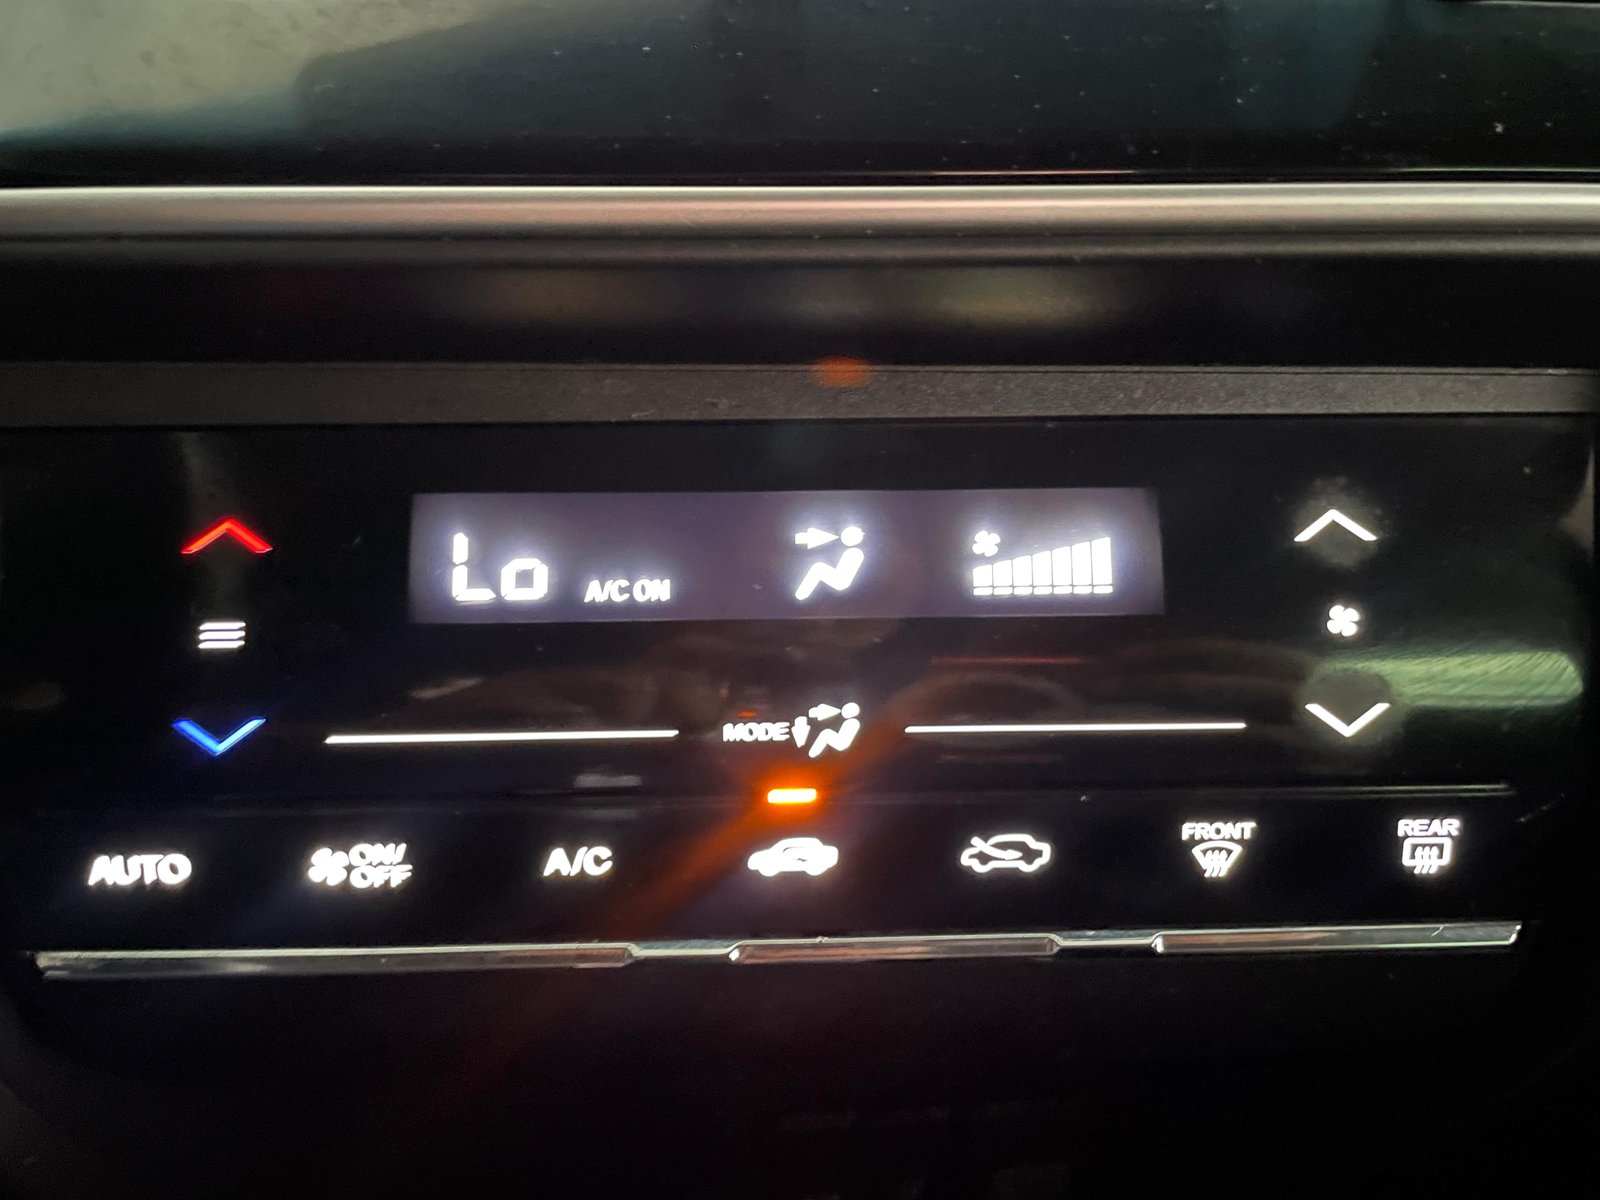 Lo A/C ON
MODE
AUTO ON/OFF A/C FRONT REAR